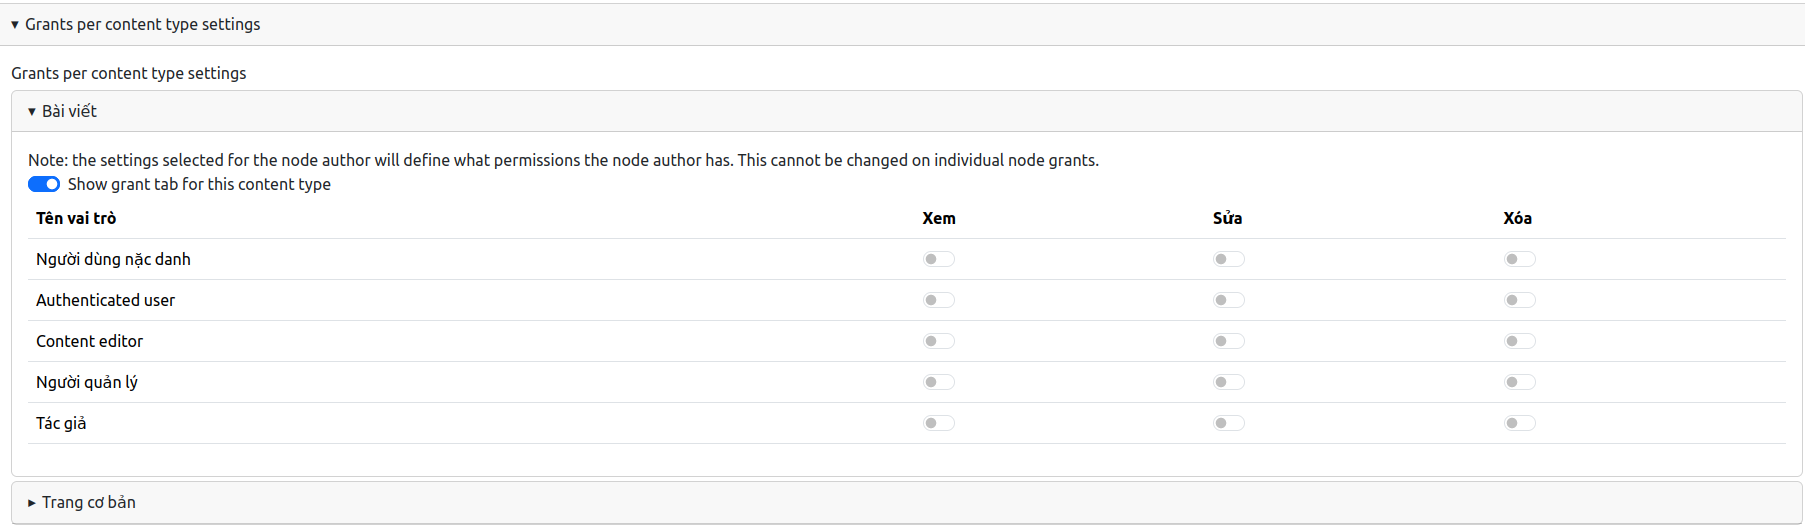 Grants per content type settings
Grants per content type settings
Bài viết
Note: the settings selected for the node author will define what permissions the node author has. This cannot be changed on individual node grants.
Show grant tab for this content type
Tên vai trò Xem Sửa Xóa
Người dùng nặc danh
Authenticated user
Content editor
Người quản lý
Tác giả
Trang cơ bản